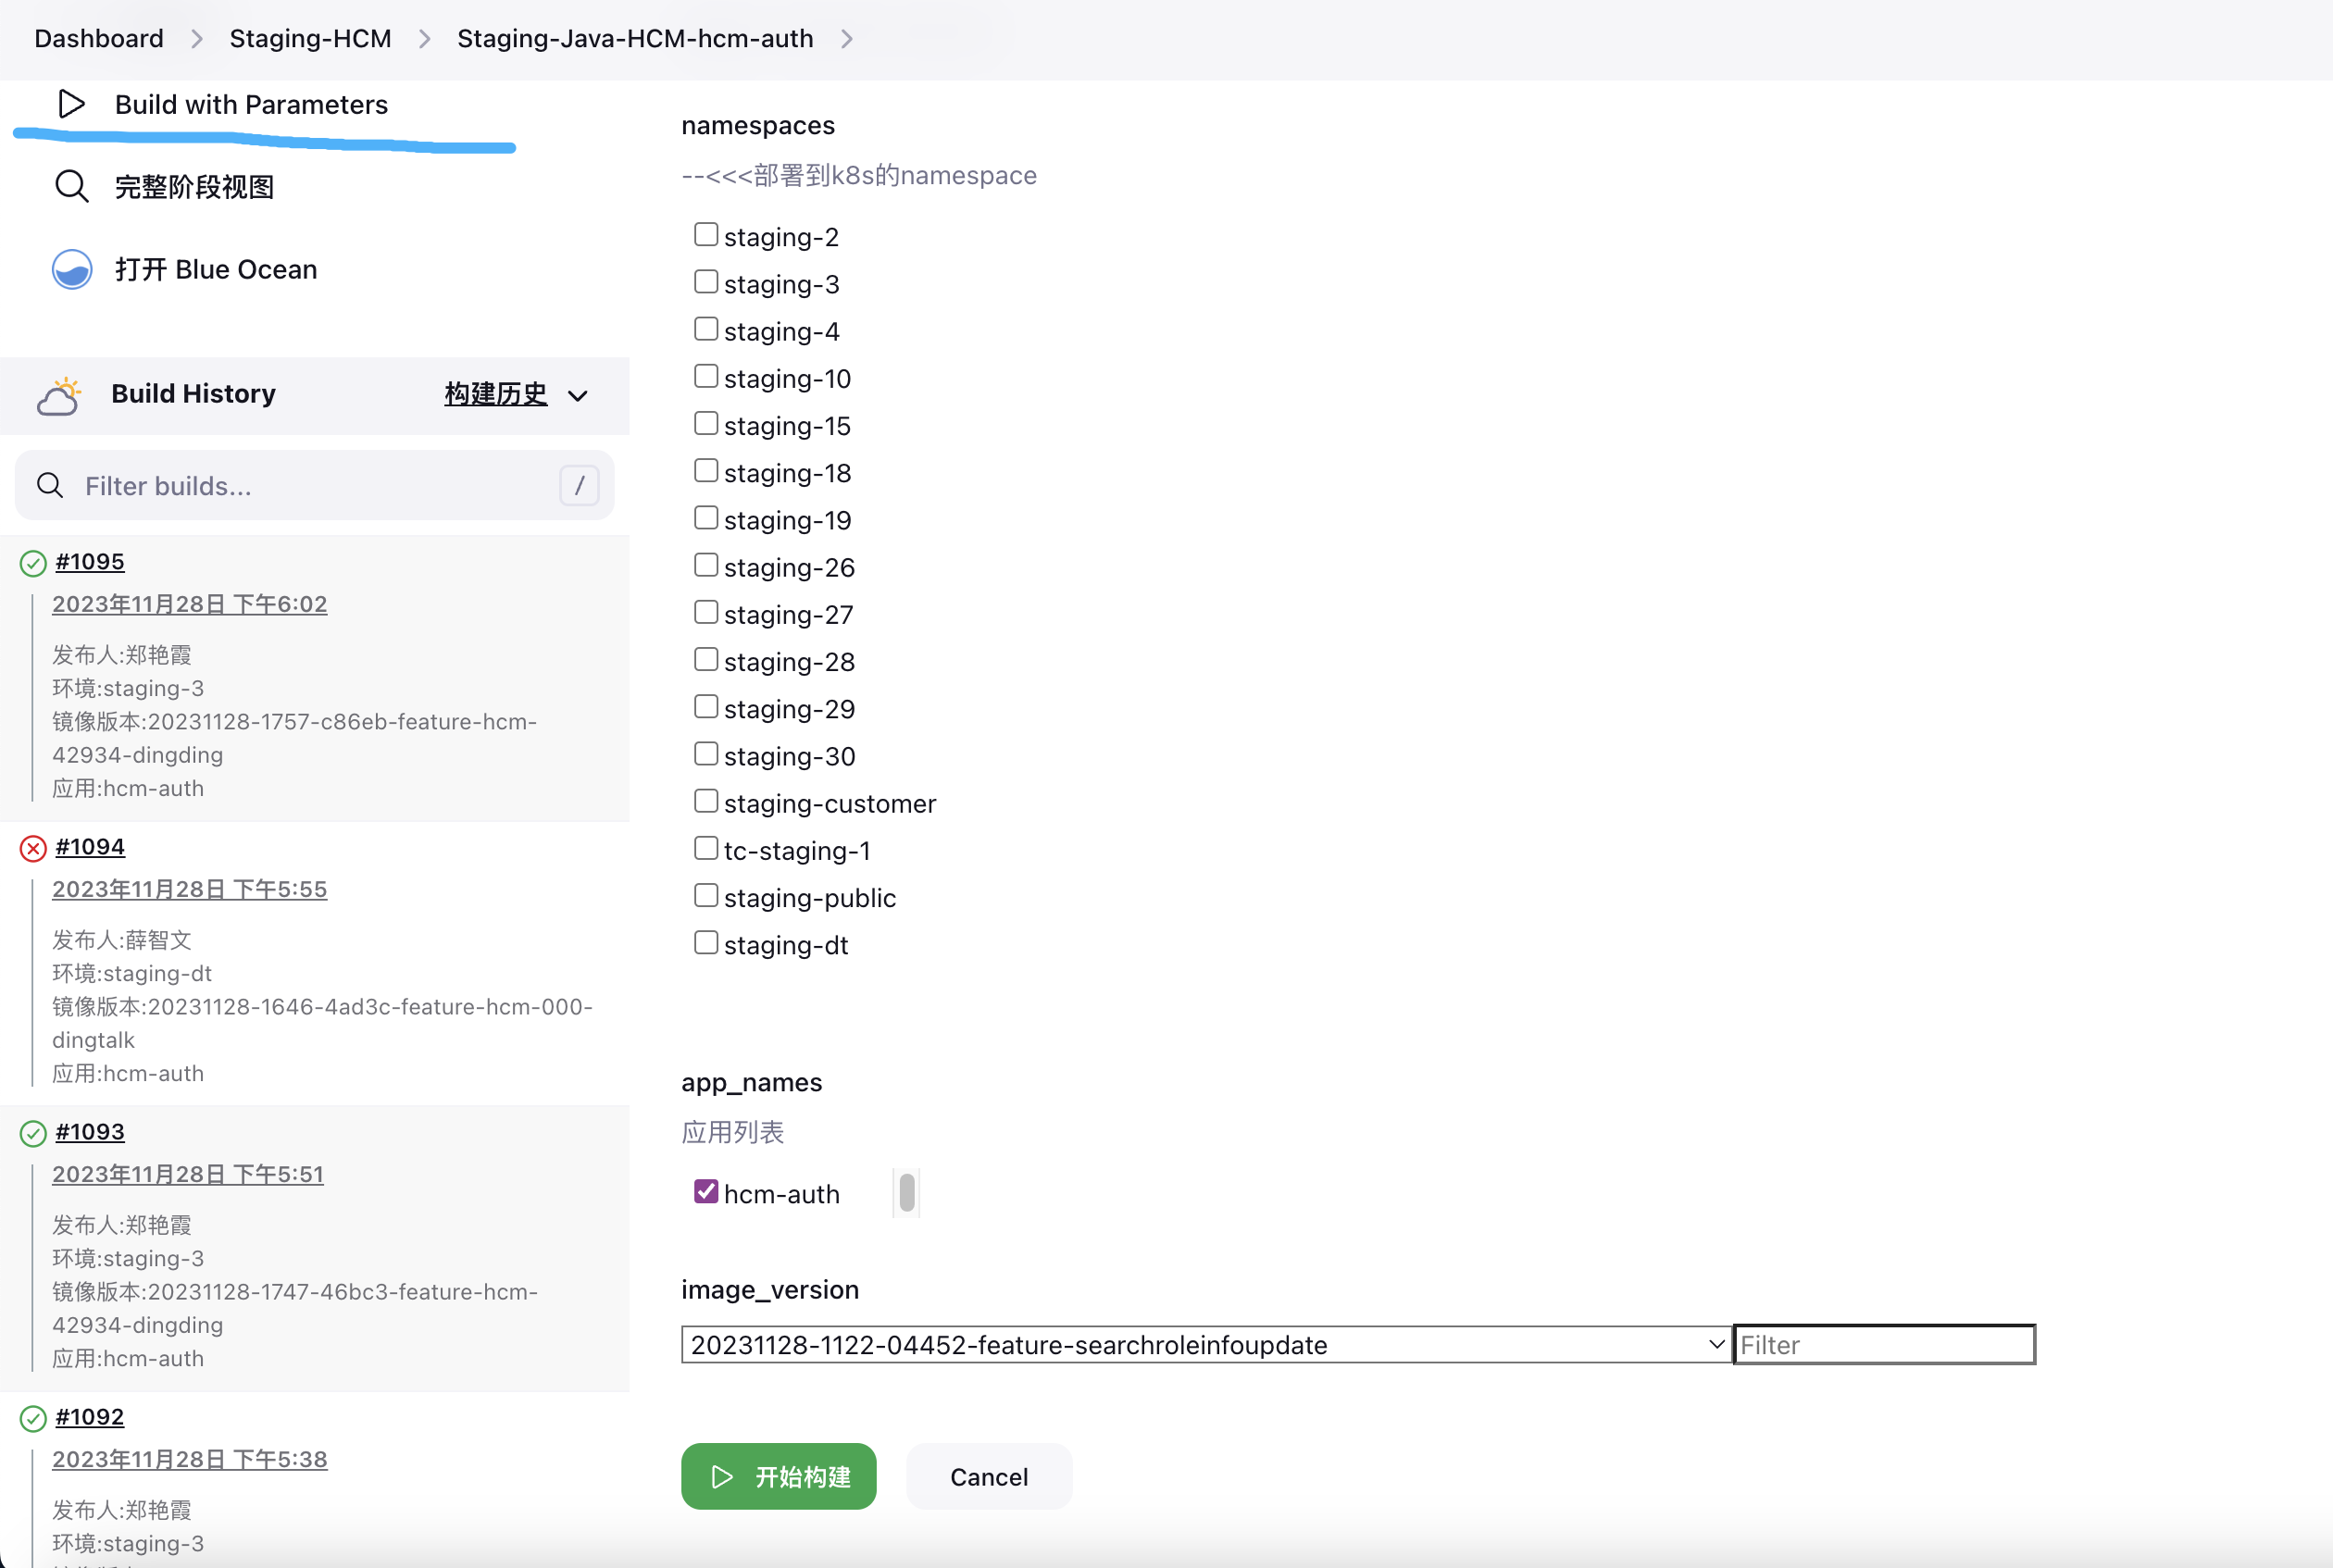 Dashboard > Staging-HCM > Staging-Java-HCM-hcm-auth >
Build with Parameters
完整阶段视图
打开 Blue Ocean
Build History 构建历史
Filter builds... /
#1095
2023年11月28日 下午6:02
发布人:郑艳霞
环境:staging-3
镜像版本:20231128-1757-c86eb-feature-hcm-
42934-dingding
应用:hcm-auth
#1094
2023年11月28日 下午5:55
发布人:薛智文
环境:staging-dt
镜像版本:20231128-1646-4ad3c-feature-hcm-000-
dingtalk
应用:hcm-auth
#1093
2023年11月28日 下午5:51
发布人:郑艳霞
环境:staging-3
镜像版本:20231128-1747-46bc3-feature-hcm-
42934-dingding
应用:hcm-auth
#1092
2023年11月28日 下午5:38
发布人:郑艳霞
环境:staging-3
namespaces
--<<<部署到k8s的namespace
staging-2
staging-3
staging-4
staging-10
staging-15
staging-18
staging-19
staging-26
staging-27
staging-28
staging-29
staging-30
staging-customer
tc-staging-1
staging-public
staging-dt
app_names
应用列表
hcm-auth
image_version
20231128-1122-04452-feature-searchroleinfoupdate Filter
开始构建 Cancel